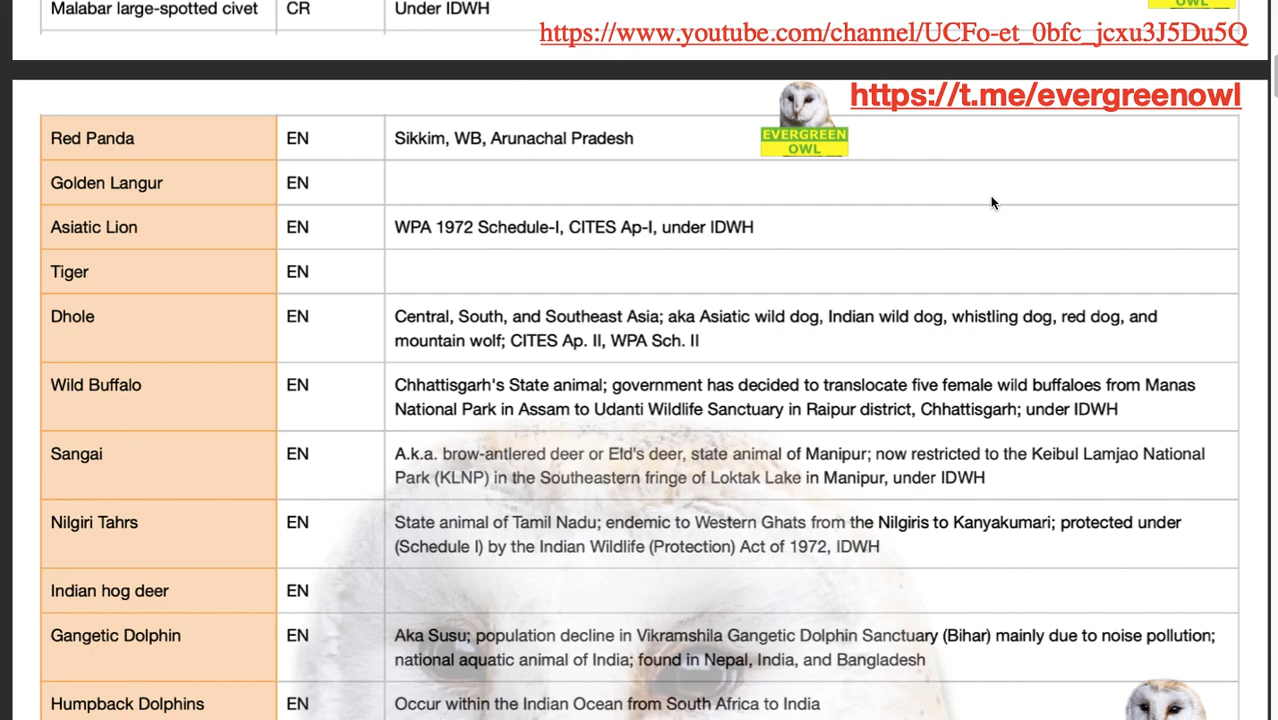 Malabar large-spotted civet CR Under IDWH
OWL
https://www.youtube.com/channel/UCFo-et_0bfc_jcxu3J5Du5Q
https://t.me/evergreenowl
EVERGREEN
OWL
Red Panda EN Sikkim, WB, Arunachal Pradesh
Golden Langur EN
Asiatic Lion EN WPA 1972 Schedule-I, CITES Ap-I, under IDWH
Tiger EN
Dhole EN Central, South, and Southeast Asia; aka Asiatic wild dog, Indian wild dog, whistling dog, red dog, and
mountain wolf; CITES Ap. II, WPA Sch. II
Wild Buffalo EN Chhattisgarh's State animal; government has decided to translocate five female wild buffaloes from Manas
National Park in Assam to Udanti Wildlife Sanctuary in Raipur district, Chhattisgarh; under IDWH
Sangai EN A.k.a. brow-antlered deer or Eld's deer, state animal of Manipur; now restricted to the Keibul Lamjao National
Park (KLNP) in the Southeastern fringe of Loktak Lake in Manipur, under IDWH
Nilgiri Tahrs EN State animal of Tamil Nadu; endemic to Western Ghats from the Nilgiris to Kanyakumari; protected under
(Schedule I) by the Indian Wildlife (Protection) Act of 1972, IDWH
Indian hog deer EN
Gangetic Dolphin EN Aka Susu; population decline in Vikramshila Gangetic Dolphin Sanctuary (Bihar) mainly due to noise pollution;
national aquatic animal of India; found in Nepal, India, and Bangladesh
Humpback Dolphins EN Occur within the Indian Ocean from South Africa to India